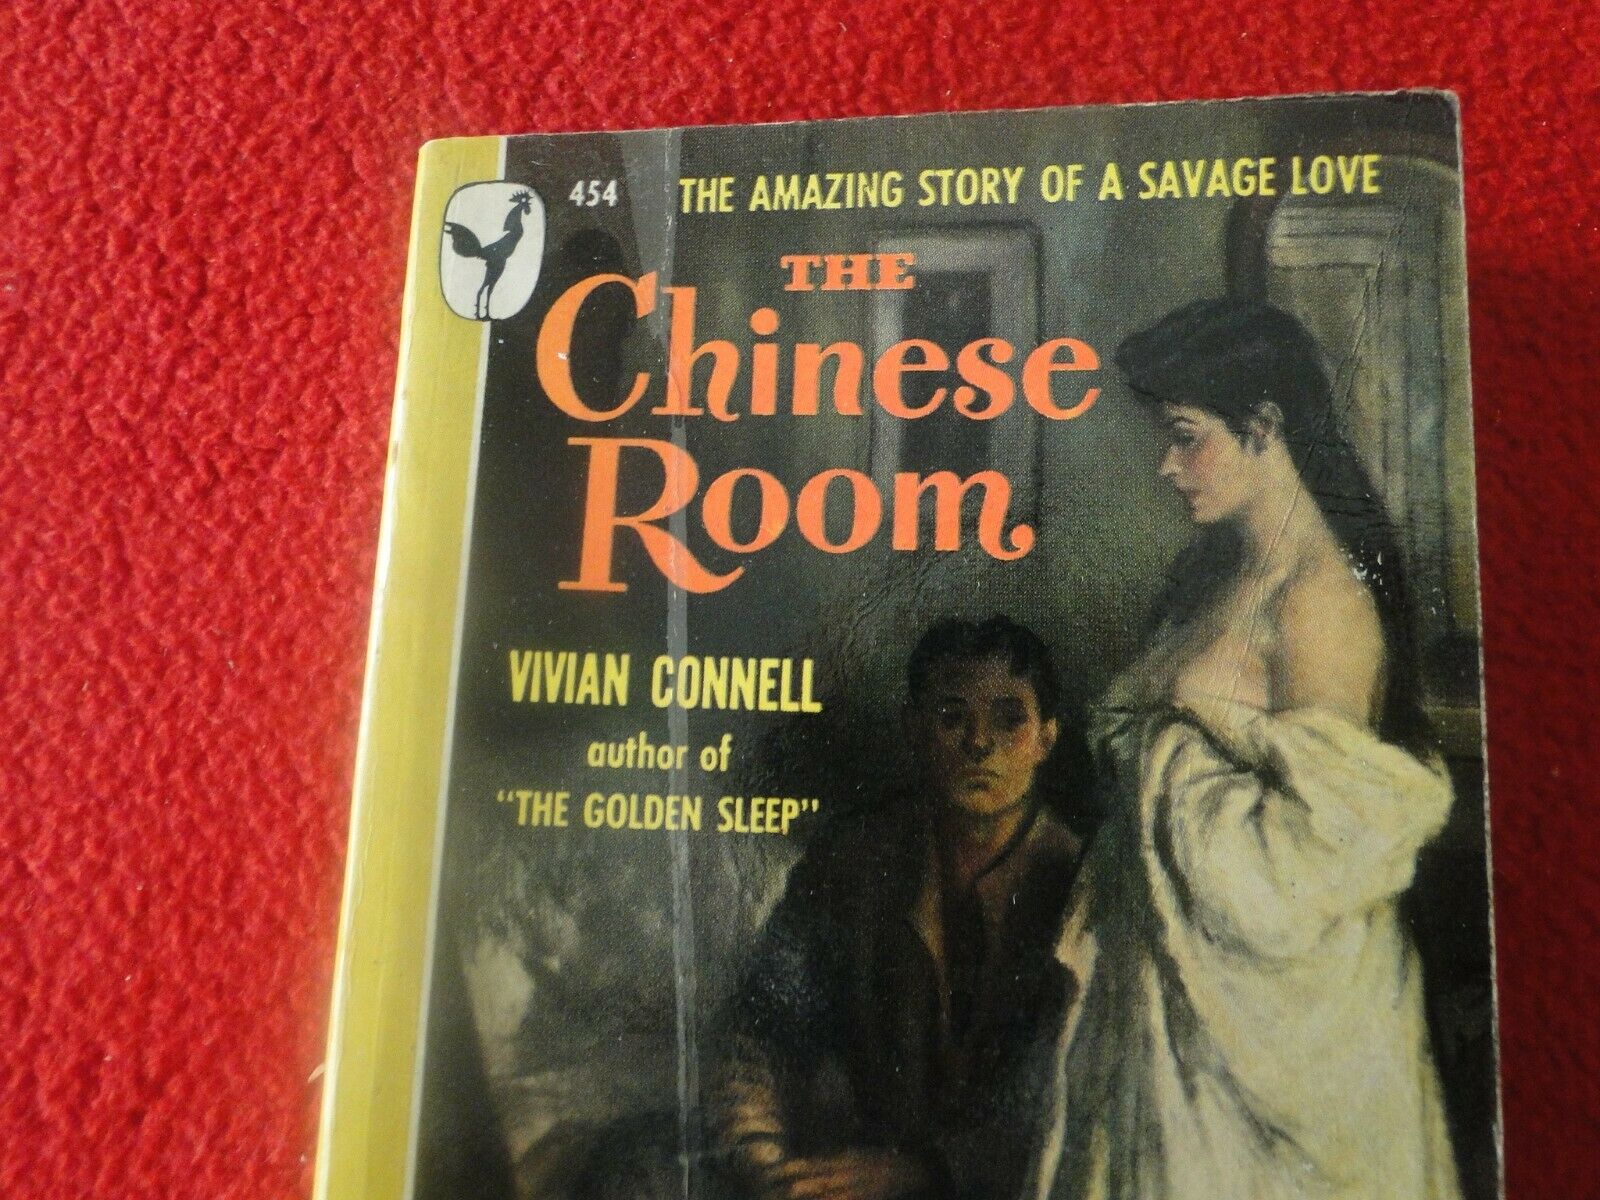 454 THE AMAZING STORY OF A SAVAGE LOVE
THE
Chinese
Room
VIVIAN CONNELL
author of
"THE GOLDEN SLEEP"